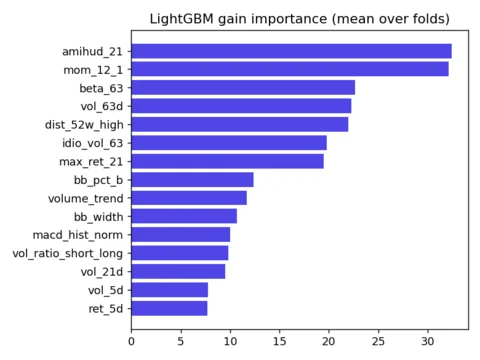 LightGBM gain importance (mean over folds)
amihud_21
mom_12_1
beta_63
vol_63d
dist_52w_high
idio_vol_63
max_ret_21
bb_pct_b
volume_trend
bb_width
macd_hist_norm
vol_ratio_short_long
vol_21d
vol_5d
ret_5d
0 5 10 15 20 25 30